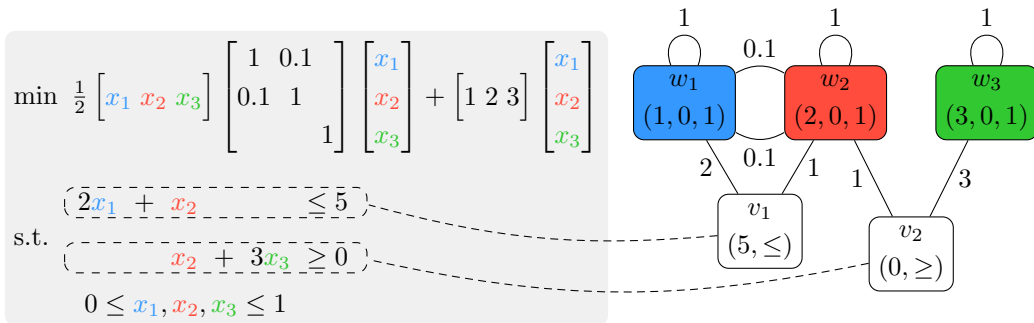 min 1/2 [x₁ x₂ x₃] [1 0.1; 0.1 1; 1] [x₁; x₂; x₃] + [1 2 3] [x₁; x₂; x₃]
s.t.
2x₁ + x₂ ≤ 5
x₂ + 3x₃ ≥ 0
0 ≤ x₁, x₂, x₃ ≤ 1
1 1 1
0.1
w₁ w₂ w₃
(1, 0, 1) (2, 0, 1) (3, 0, 1)
0.1
2 1 1 3
v₁
(5, ≤)
v₂
(0, ≥)